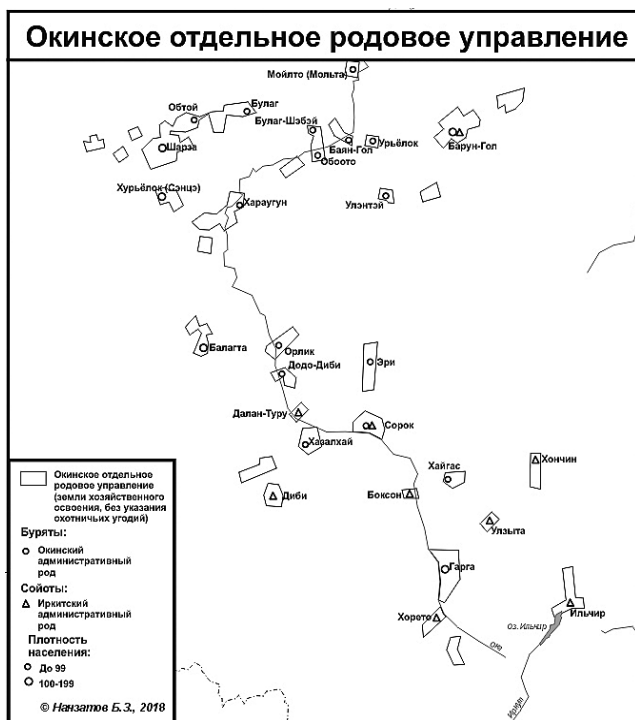 Окинское отдельное родовое управление
Мойлто (Мольта)
Обтой
Булаг
Булаг-Шэбэй
Шарза
Баян-Гол
Урьёлок
Барун-Гол
Обоото
Хурьёлок (Сэнцэ)
Хараугун
Улэнтэй
Балагта
Орлик
Додо-Диби
Эри
Далан-Туру
Сорок
Хазалхай
Хайгас
Хончин
Диби
Боксон
Улзыта
Гарга
Хорето
Ильчир
Оз. Ильчир
Ока
Иркут
Окинское отдельное
родовое управление
(земли хозяйственного
освоения, без указания
охотничьих угодий)
Буряты:
Окинский
административный
род
Сойоты:
Иркитский
административный
род
Плотность
населения:
До 99
100-199
© Нанзатов Б.З., 2018